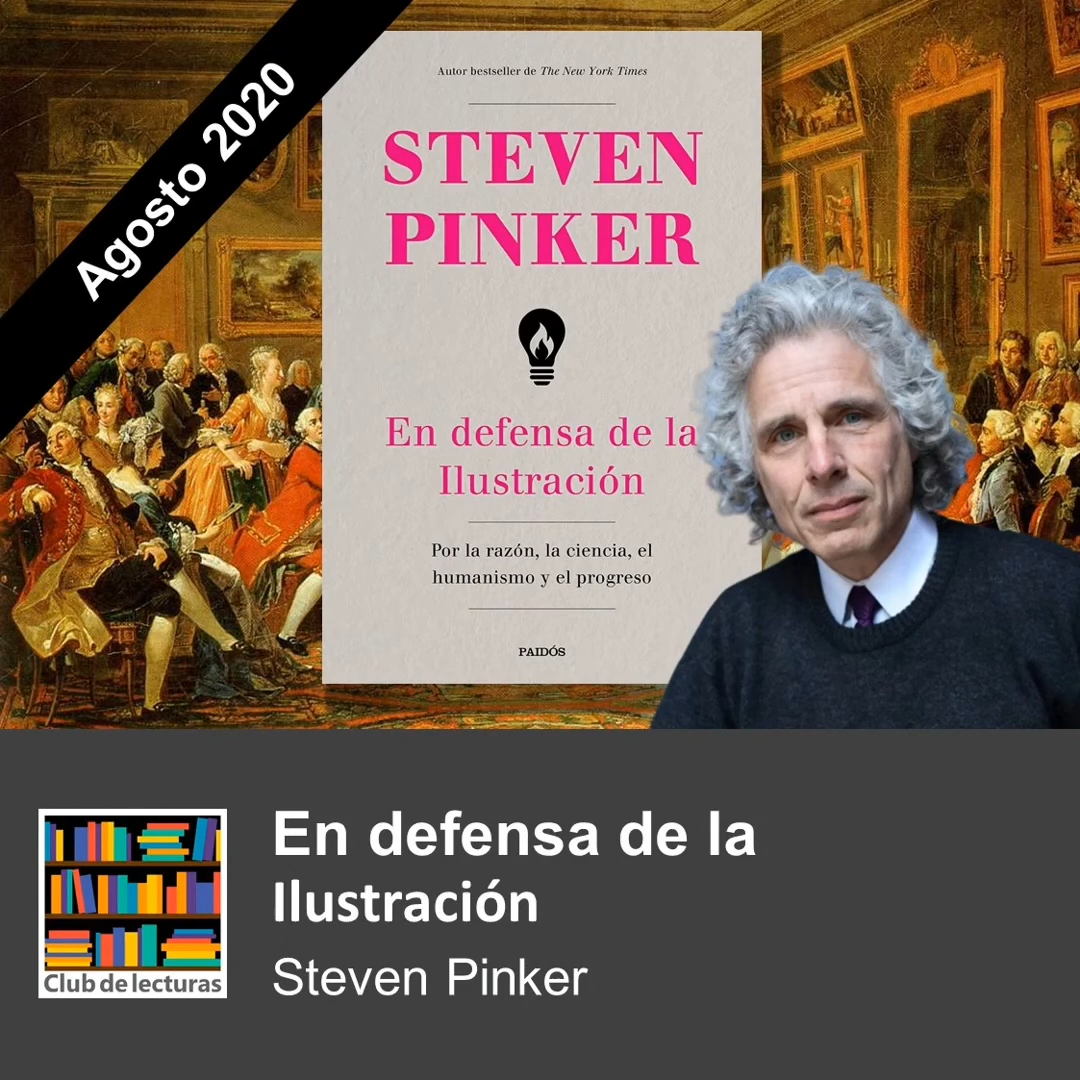 Agosto 2020
Autor bestseller de The New York Times
STEVEN
PINKER
En defensa de la
Ilustración
Por la razón, la ciencia, el
humanismo y el progreso
PAIDÓS
Club de lecturas
En defensa de la
Ilustración
Steven Pinker